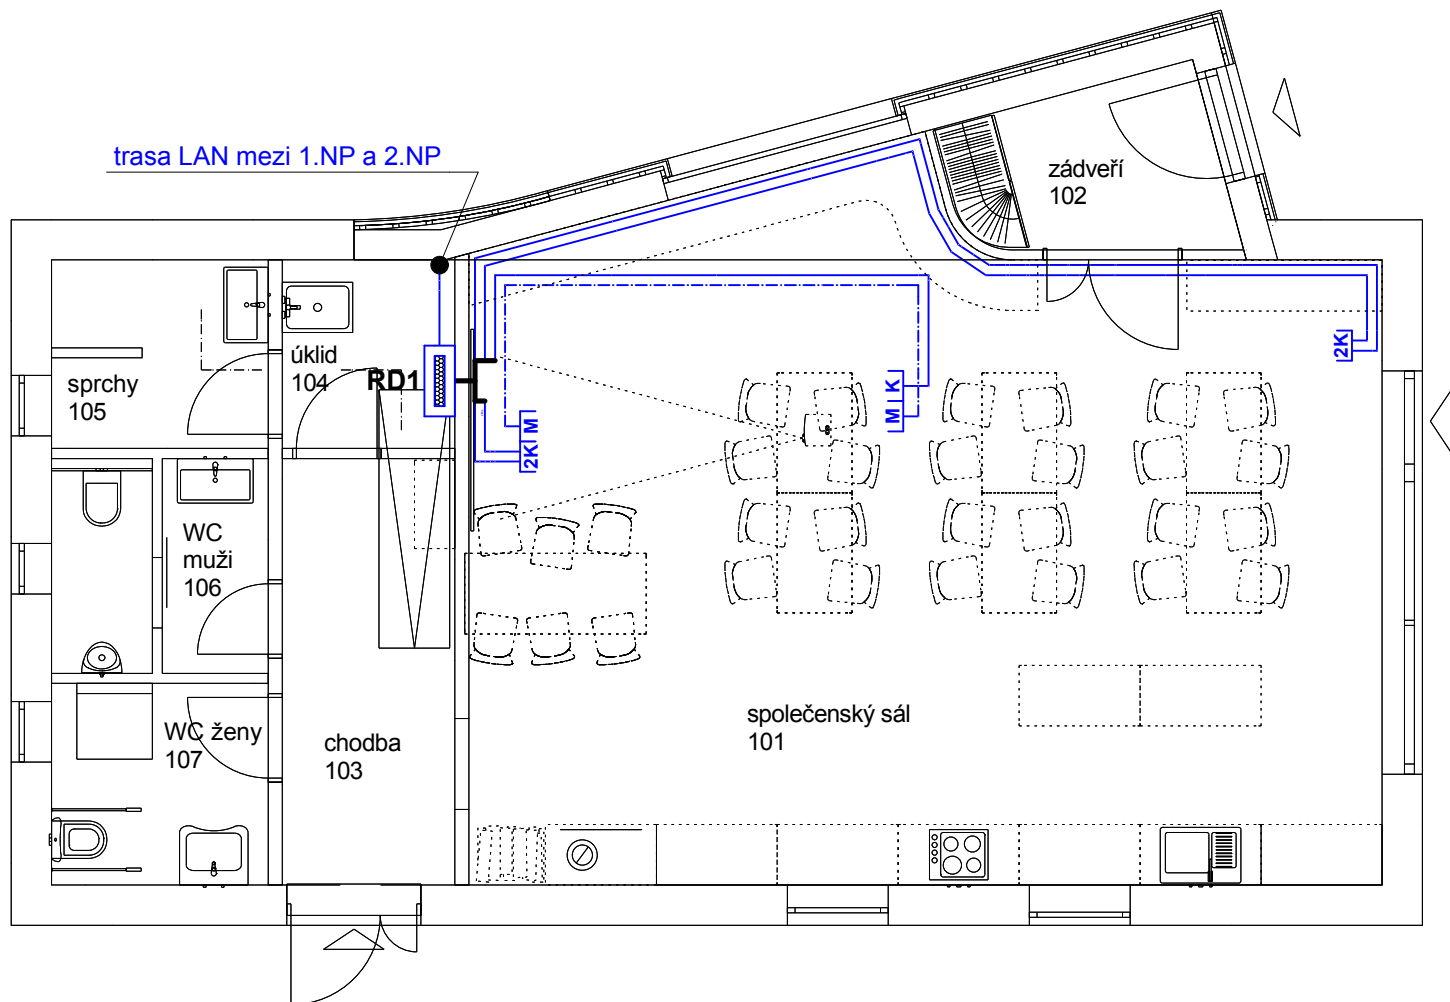 trasa LAN mezi 1.NP a 2.NP
zádveří
102
úklid
104
RD1
sprchy
105
M
2K
M K
2K
WC
muži
106
WC ženy
107
chodba
103
společenský sál
101